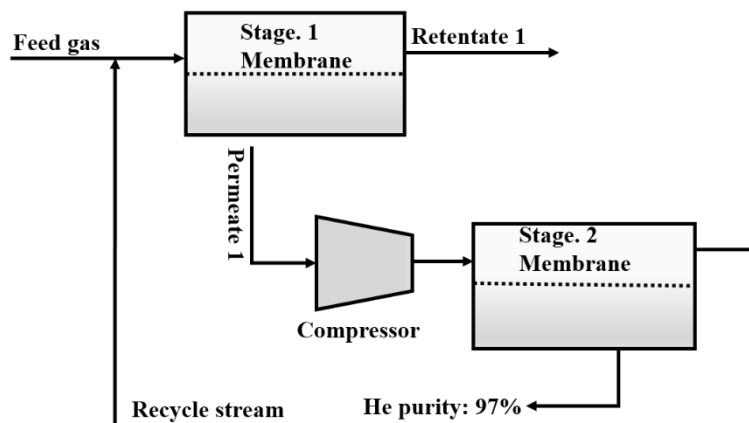 Feed gas
Stage. 1
Membrane
Retentate 1
Permeate 1
Compressor
Stage. 2
Membrane
Recycle stream
He purity: 97%